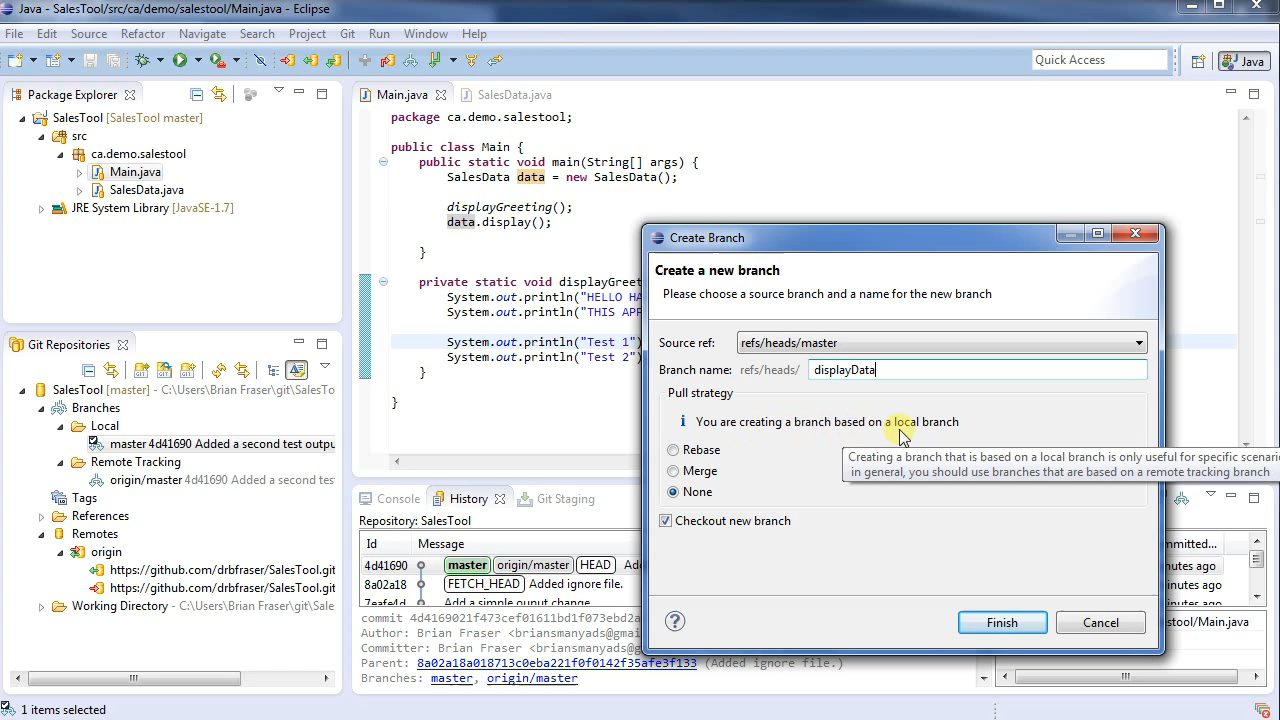 Java - SalesTool/src/ca/demo/salestool/Main.java - Eclipse
File Edit Source Refactor Navigate Search Project Git Run Window Help
Quick Access
Java
Package Explorer
SalesTool [SalesTool master]
src
ca.demo.salestool
Main.java
SalesData.java
JRE System Library [JavaSE-1.7]
Main.java
SalesData.java
package ca.demo.salestool;
public class Main {
public static void main(String[] args) {
SalesData data = new SalesData();
displayGreeting();
data.display();
}
private static void displayGreet
System.out.println("HELLO HA
System.out.println("THIS APP
System.out.println("Test 1")
System.out.println("Test 2")
}
}
Git Repositories
SalesTool [master] - C:\Users\Brian Fraser\git\SalesTo
Branches
Local
master 4d41690 Added a second test outpu
Remote Tracking
origin/master 4d41690 Added a second tes
Tags
References
Remotes
origin
https://github.com/drbfraser/SalesTool.git
https://github.com/drbfraser/SalesTool.git
Working Directory - C:\Users\Brian Fraser\git\Sale
Console
History
Git Staging
Repository: SalesTool
Id
Message
ommitted...
4d41690
master
origin/master
HEAD
Add
nutes ago
8a02a18
FETCH_HEAD
Added ignore file.
nutes ago
7eafe4d
Add a simple ouput change
nutes ago
commit 4d4169021f473cef01611bd1f073ebd2a
Author: Brian Fraser <briansmanyads@gmai
Committer: Brian Fraser <briansmanyads@g
Parent: 8a02a18a018713c0eba221f0f0142f35afe3f133 (Added ignore file.)
Branches: master, origin/master
estool/Main.java
Create Branch
Create a new branch
Please choose a source branch and a name for the new branch
Source ref:
refs/heads/master
Branch name:
refs/heads/
displayData
Pull strategy
You are creating a branch based on a local branch
Creating a branch that is based on a local branch is only useful for specific scenari
in general, you should use branches that are based on a remote tracking branch
Rebase
Merge
None
Checkout new branch
Finish
Cancel
1 items selected